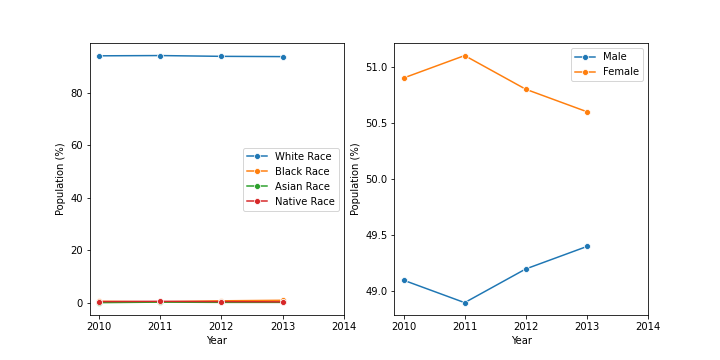 80
60
40
20
0
Population (%)
2010 2011 2012 2013 2014
Year
White Race
Black Race
Asian Race
Native Race
51.0
50.5
50.0
49.5
49.0
Population (%)
2010 2011 2012 2013 2014
Year
Male
Female